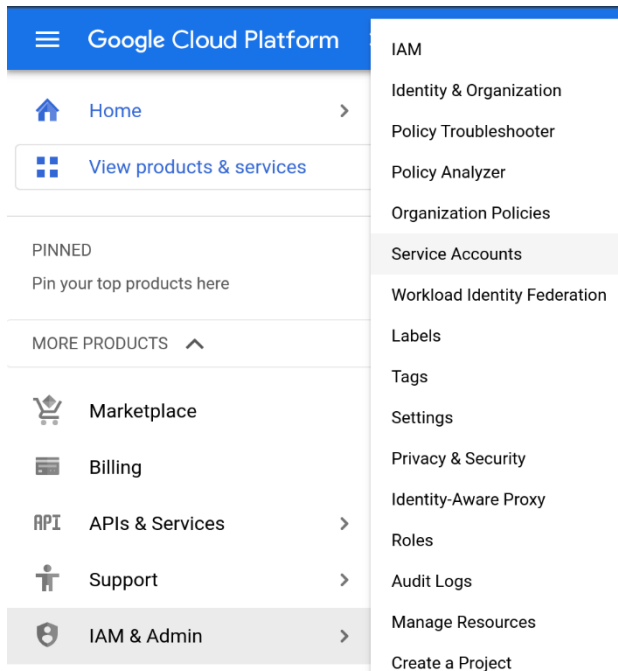 Google Cloud Platform
Home
View products & services
PINNED
Pin your top products here
MORE PRODUCTS
Marketplace
Billing
API APIs & Services
Support
IAM & Admin
IAM
Identity & Organization
Policy Troubleshooter
Policy Analyzer
Organization Policies
Service Accounts
Workload Identity Federation
Labels
Tags
Settings
Privacy & Security
Identity-Aware Proxy
Roles
Audit Logs
Manage Resources
Create a Project